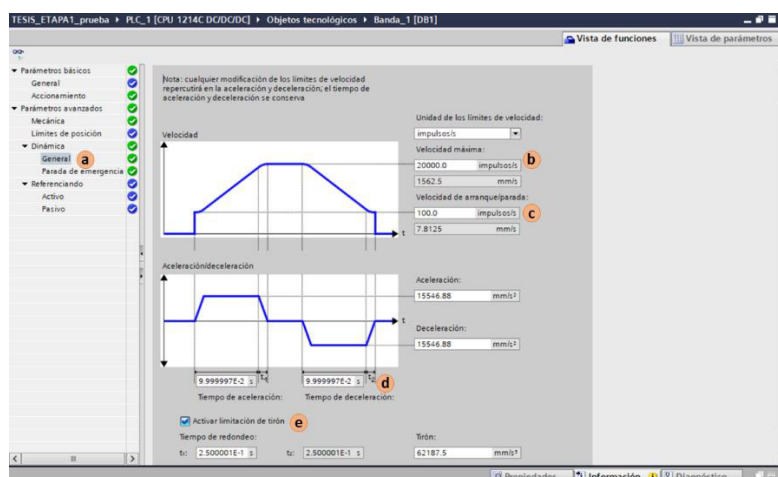 TESIS_ETAPA1_prueba ▸ PLC_1 [CPU 1214C DC/DC/DC] ▸ Objetos tecnológicos ▸ Banda_1 [DB1]
Vista de funciones
Vista de parámetros
Parámetros básicos
General
Accionamiento
Parámetros avanzados
Mecánica
Límites de posición
Dinámica
General a
Parada de emergencia
Referenciando
Activo
Pasivo
Nota: cualquier modificación de los límites de velocidad
repercutirá en la aceleración y deceleración; el tiempo de
aceleración y deceleración se conserva
Unidad de los límites de velocidad:
impulsos/s
Velocidad
Velocidad máxima:
20000.0 impulsos/s b
1562.5 mm/s
Velocidad de arranque/parada:
100.0 impulsos/s c
7.8125 mm/s
t
Aceleración/deceleración
Aceleración:
15546.88 mm/s²
t
Deceleración:
15546.88 mm/s²
9.999997E-2 s t₁ 9.999997E-2 s t₂ d
Tiempo de aceleración: Tiempo de deceleración:
Activar limitación de tirón e
Tiempo de redondeo:
Tirón:
t₁: 2.500001E-1 s t₂: 2.500001E-1 s 62187.5 mm/s³
Propiedades Información Diagnóstico